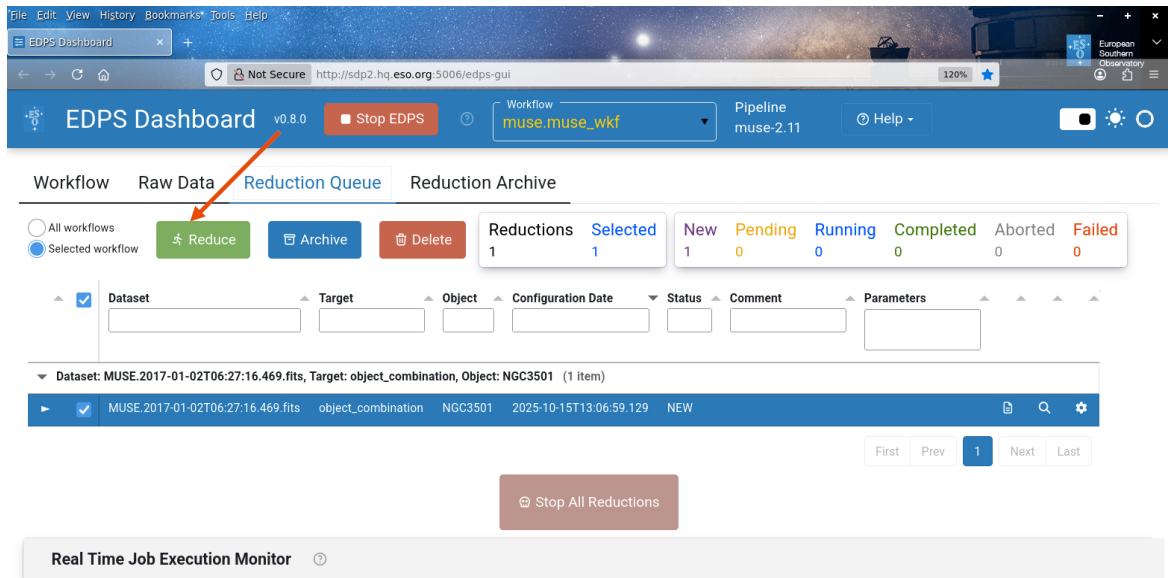 File Edit View History Bookmarks Tools Help
EDPS Dashboard × +
Not Secure http://sdp2.hq.eso.org:5006/edps-gui 120%
European
Southern
Observatory
EDPS Dashboard v0.8.0 Stop EDPS Workflow muse.muse_wkf Pipeline muse-2.11 Help
Workflow Raw Data Reduction Queue Reduction Archive
All workflows
Selected workflow
Reduce Archive Delete
Reductions Selected New Pending Running Completed Aborted Failed
1 1 1 0 0 0 0 0
Dataset Target Object Configuration Date Status Comment Parameters
Dataset: MUSE.2017-01-02T06:27:16.469.fits, Target: object_combination, Object: NGC3501 (1 item)
MUSE.2017-01-02T06:27:16.469.fits object_combination NGC3501 2025-10-15T13:06:59.129 NEW
First Prev 1 Next Last
Stop All Reductions
Real Time Job Execution Monitor